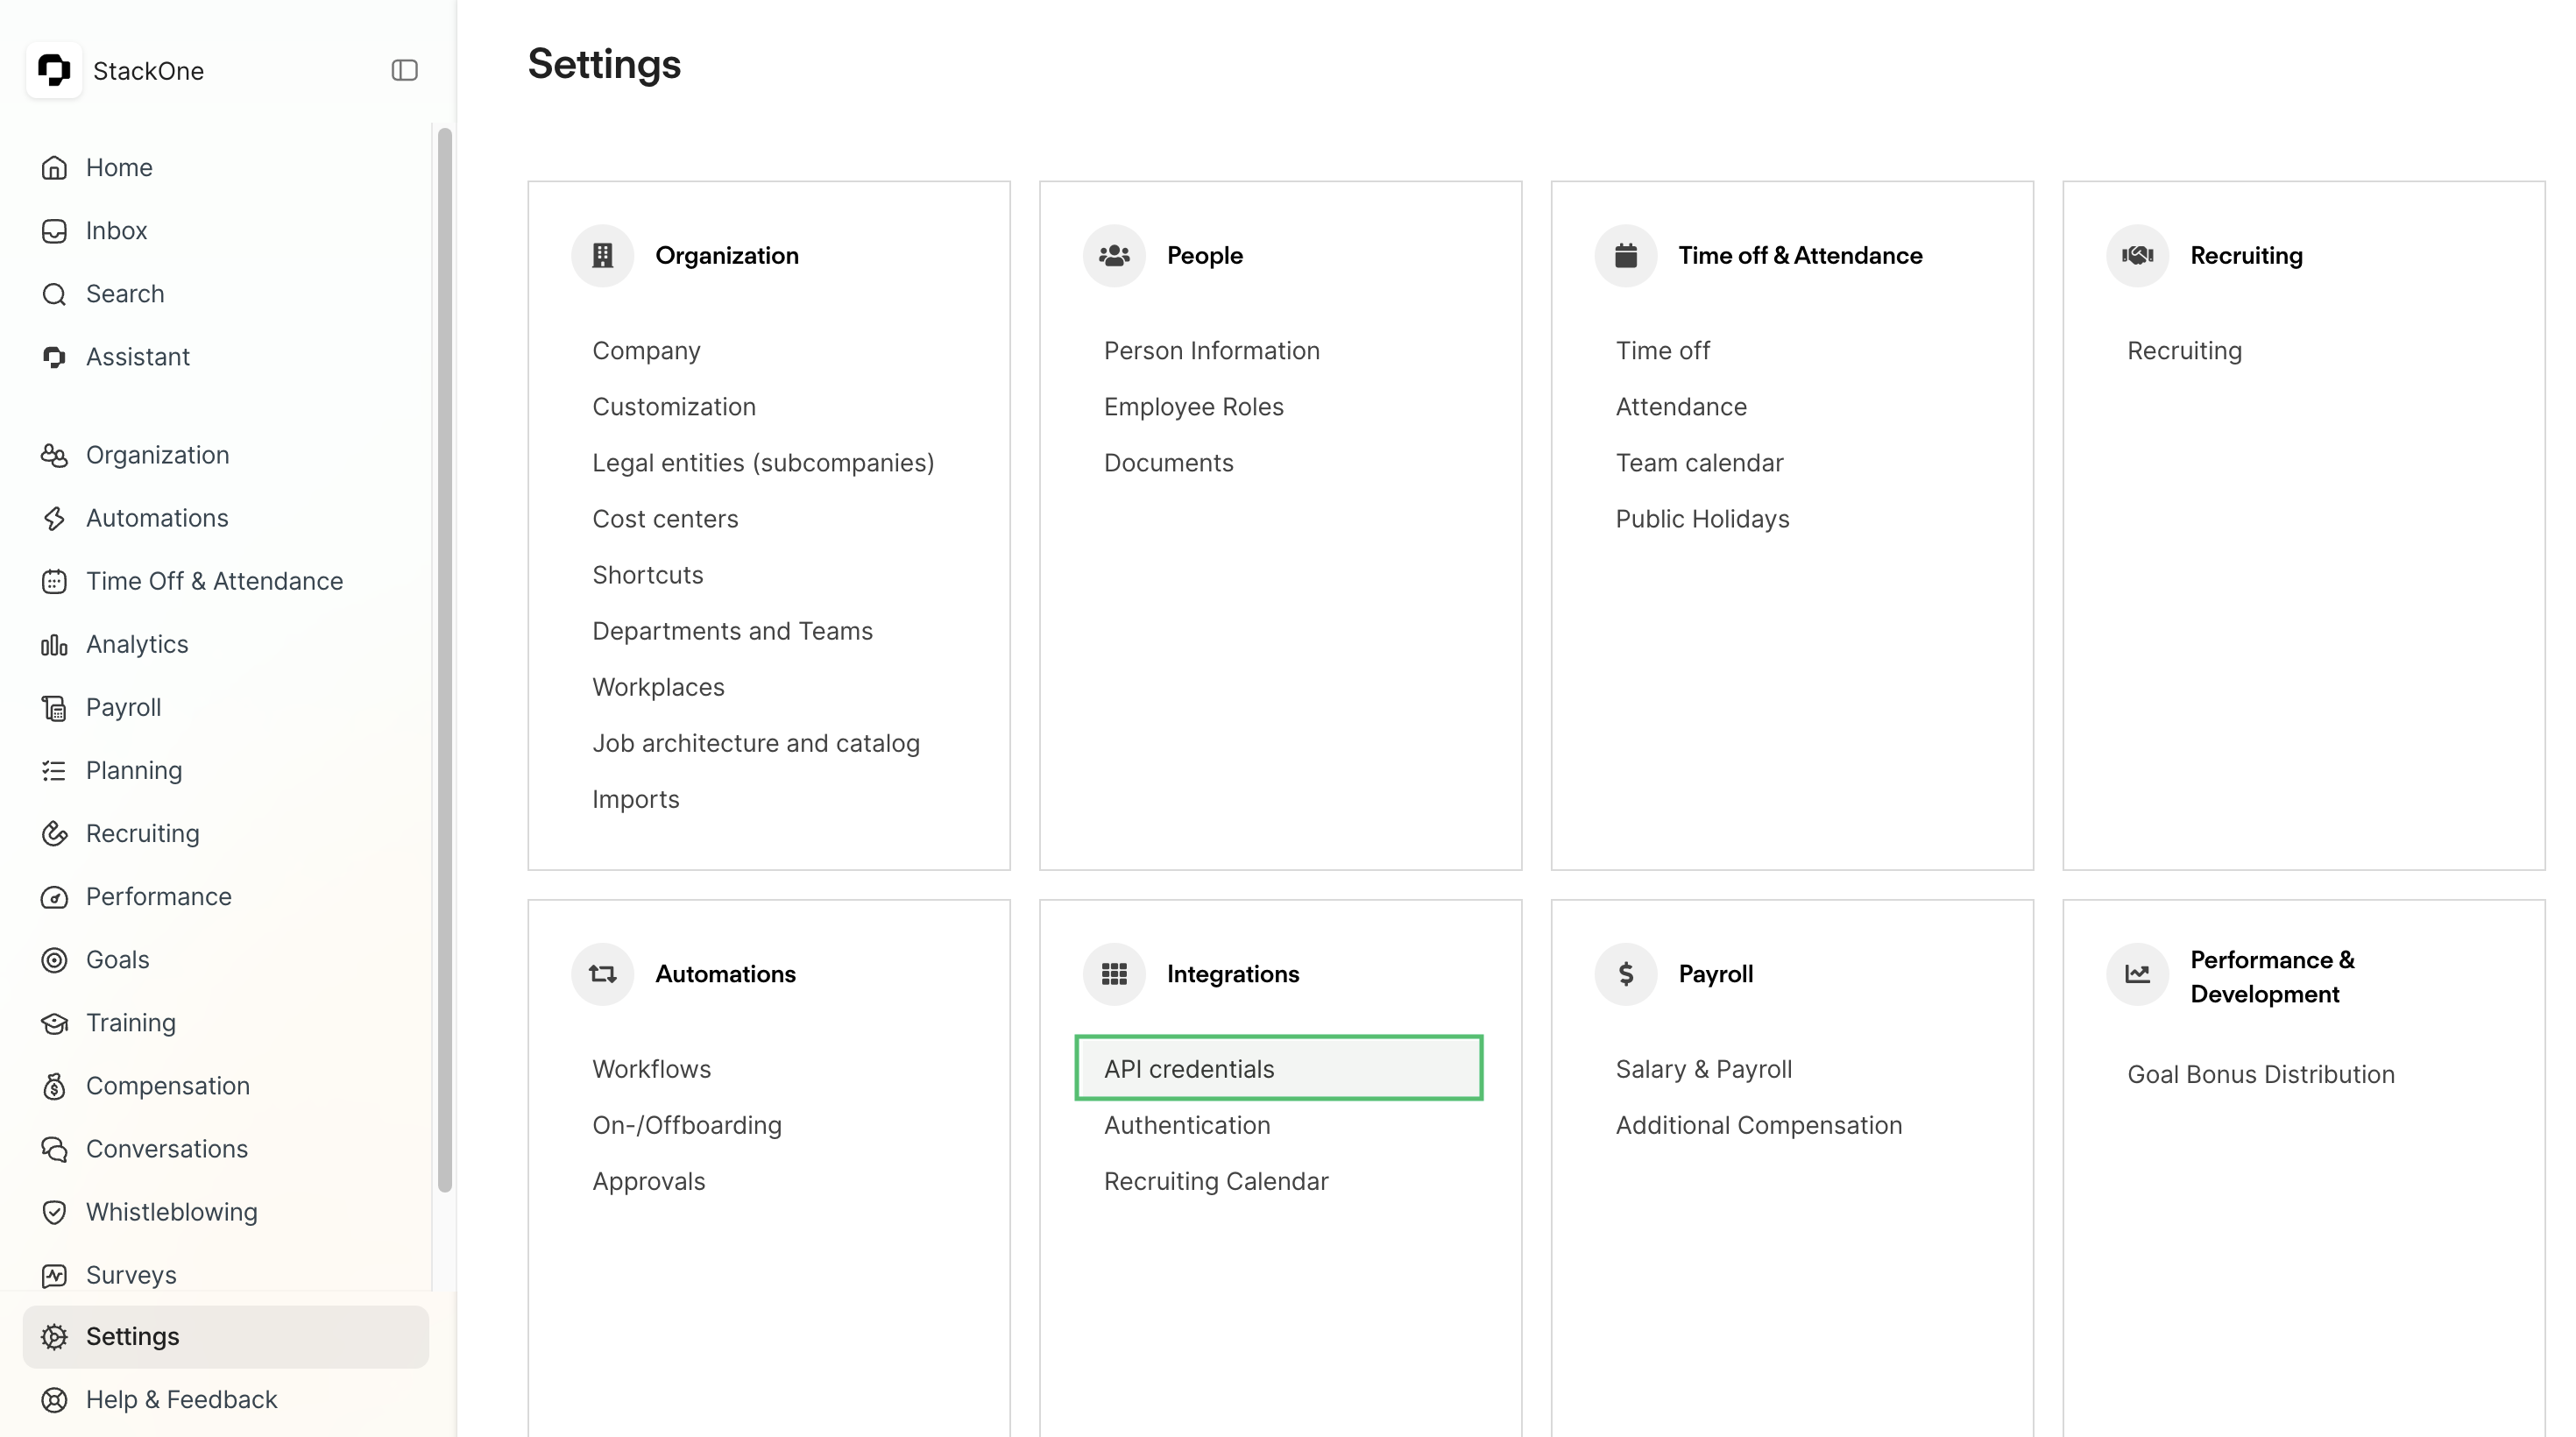 StackOne
Home
Inbox
Search
Assistant
Organization
Automations
Time Off & Attendance
Analytics
Payroll
Planning
Recruiting
Performance
Goals
Training
Compensation
Conversations
Whistleblowing
Surveys
Settings
Help & Feedback
Settings
Organization
Company
Customization
Legal entities (subcompanies)
Cost centers
Shortcuts
Departments and Teams
Workplaces
Job architecture and catalog
Imports
People
Person Information
Employee Roles
Documents
Time off & Attendance
Time off
Attendance
Team calendar
Public Holidays
Recruiting
Recruiting
Automations
Workflows
On-/Offboarding
Approvals
Integrations
API credentials
Authentication
Recruiting Calendar
Payroll
Salary & Payroll
Additional Compensation
Performance &
Development
Goal Bonus Distribution